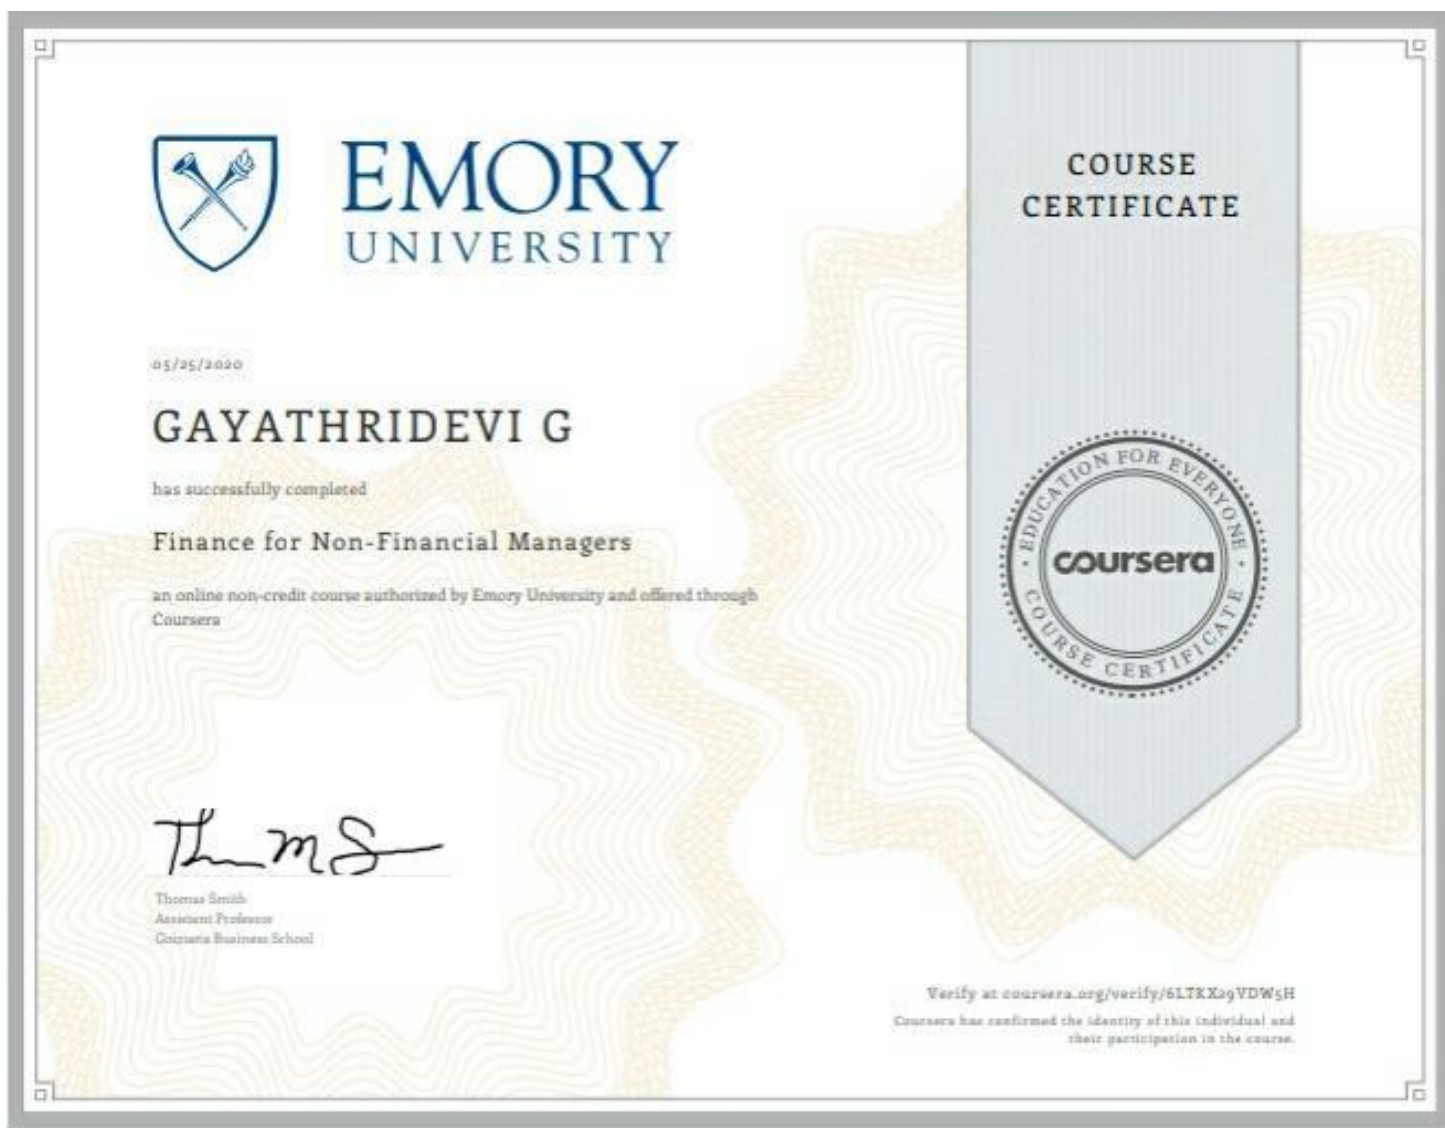 EMORY
UNIVERSITY
COURSE
CERTIFICATE
05/25/2020
GAYATHRIDEVI G
has successfully completed
Finance for Non-Financial Managers
an online non-credit course authorized by Emory University and offered through
Coursera
EDUCATION FOR EVERYONE
coursera
COURSE CERTIFICATE
Thomas Smith
Assistant Professor
Goizueta Business School
Verify at coursera.org/verify/6LTKX29VDW5H
Coursera has confirmed the identity of this individual and
their participation in the course.